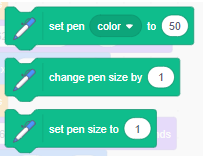 set pen color to 50
change pen size by 1
set pen size to 1